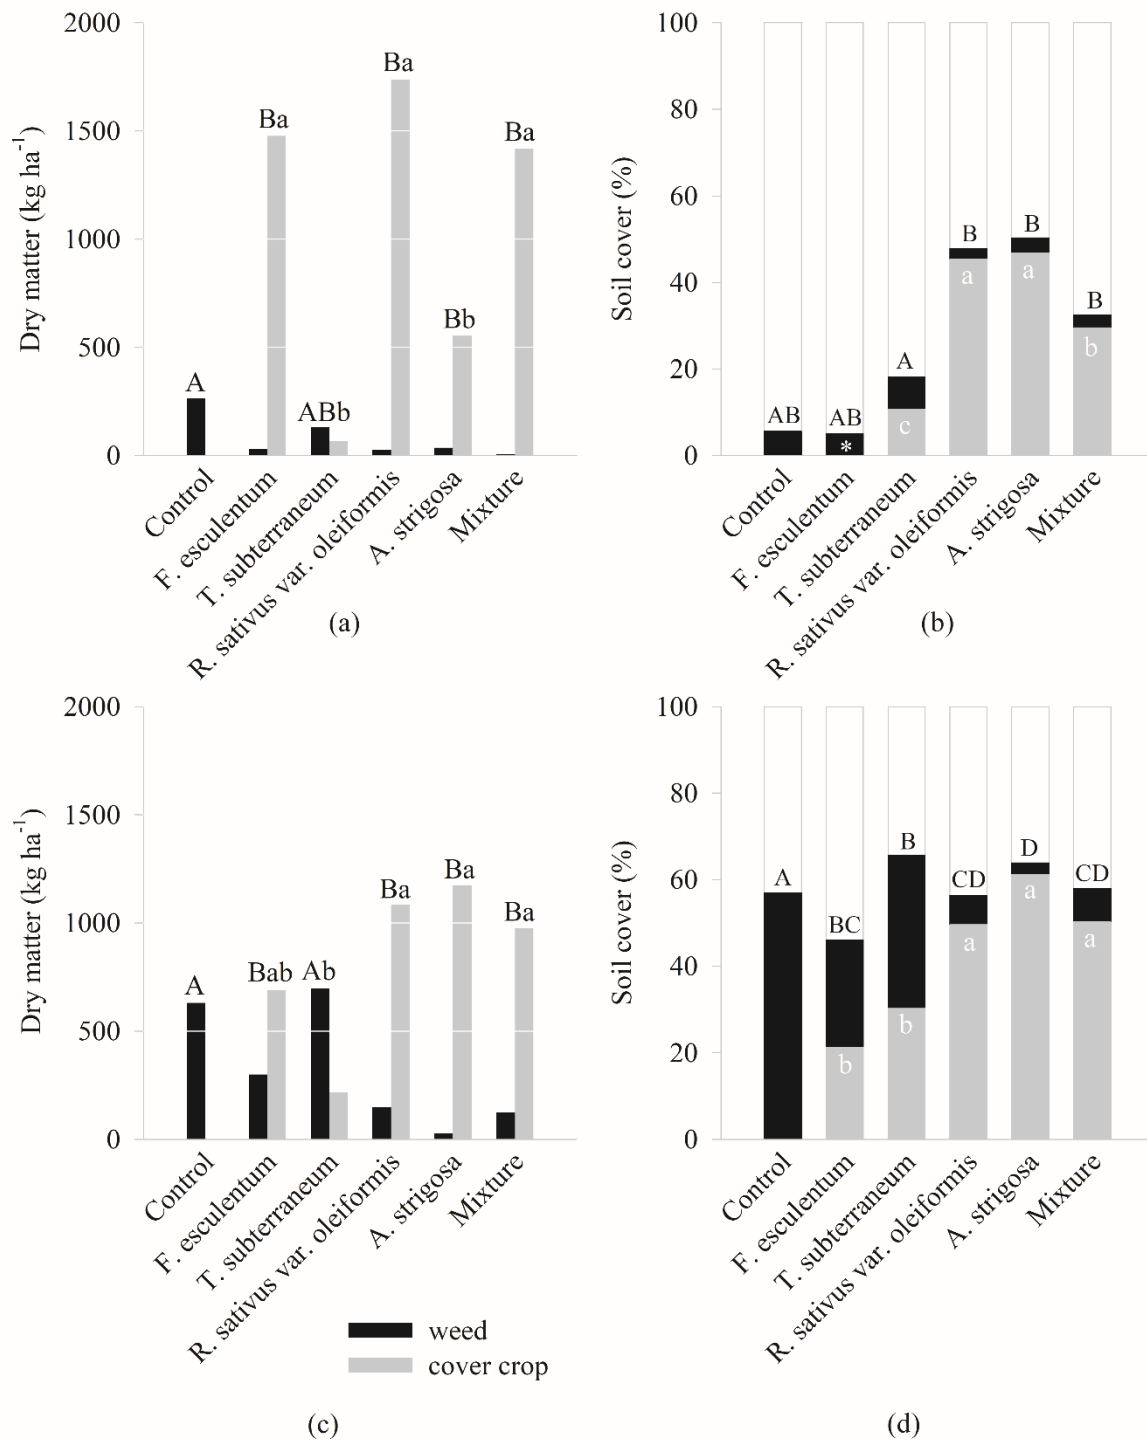 2000
1500
1000
500
0
Dry matter (kg ha⁻¹)
A
Ba
ABb
Ba
Bb
Ba
Control
F. esculentum
T. subterraneum
R. sativus var. oleiformis
A. strigosa
Mixture
(a)
100
80
60
40
20
0
Soil cover (%)
AB
AB
*
A
c
B
a
B
a
B
b
Control
F. esculentum
T. subterraneum
R. sativus var. oleiformis
A. strigosa
Mixture
(b)
2000
1500
1000
500
0
Dry matter (kg ha⁻¹)
A
Bab
Ab
Ba
Ba
Ba
Control
F. esculentum
T. subterraneum
R. sativus var. oleiformis
A. strigosa
Mixture
weed
cover crop
(c)
100
80
60
40
20
0
Soil cover (%)
A
BC
b
B
b
CD
a
D
a
CD
a
Control
F. esculentum
T. subterraneum
R. sativus var. oleiformis
A. strigosa
Mixture
(d)